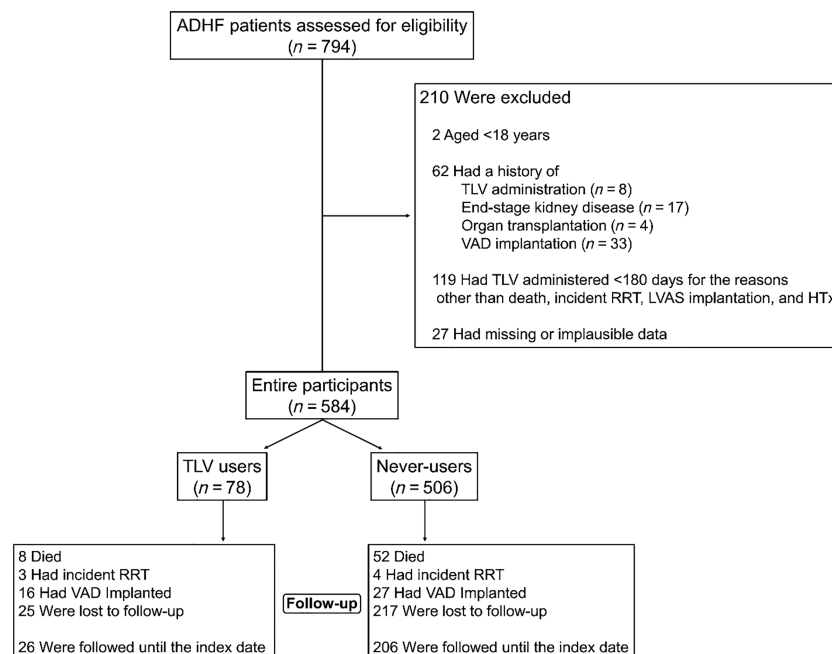 ADHF patients assessed for eligibility
(n = 794)
210 Were excluded
2 Aged <18 years
62 Had a history of
TLV administration (n = 8)
End-stage kidney disease (n = 17)
Organ transplantation (n = 4)
VAD implantation (n = 33)
119 Had TLV administered <180 days for the reasons
other than death, incident RRT, LVAS implantation, and HTx
27 Had missing or implausible data
Entire participants
(n = 584)
TLV users
(n = 78)
Never-users
(n = 506)
8 Died
3 Had incident RRT
16 Had VAD Implanted
25 Were lost to follow-up
26 Were followed until the index date
Follow-up
52 Died
4 Had incident RRT
27 Had VAD Implanted
217 Were lost to follow-up
206 Were followed until the index date